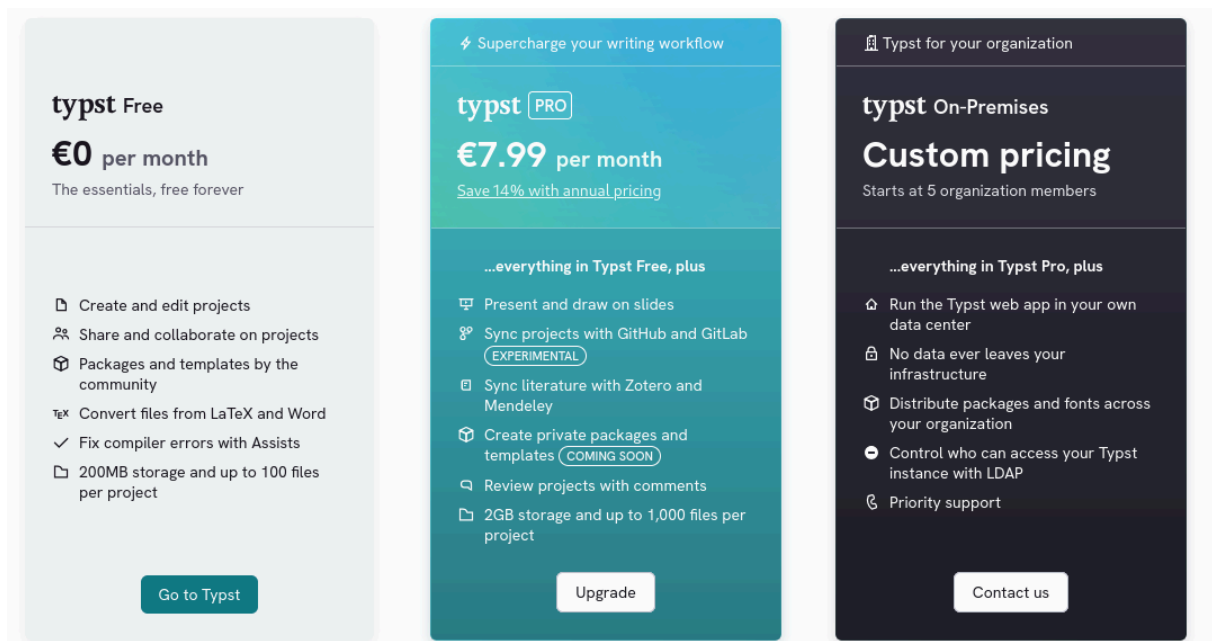 typst Free
€0 per month
The essentials, free forever
Create and edit projects
Share and collaborate on projects
Packages and templates by the
community
TEX Convert files from LaTeX and Word
Fix compiler errors with Assists
200MB storage and up to 100 files
per project
Go to Typst
Supercharge your writing workflow
typst PRO
€7.99 per month
Save 14% with annual pricing
...everything in Typst Free, plus
Present and draw on slides
Sync projects with GitHub and GitLab
EXPERIMENTAL
Sync literature with Zotero and
Mendeley
Create private packages and
templates COMING SOON
Review projects with comments
2GB storage and up to 1,000 files per
project
Upgrade
Typst for your organization
typst On-Premises
Custom pricing
Starts at 5 organization members
...everything in Typst Pro, plus
Run the Typst web app in your own
data center
No data ever leaves your
infrastructure
Distribute packages and fonts across
your organization
Control who can access your Typst
instance with LDAP
Priority support
Contact us